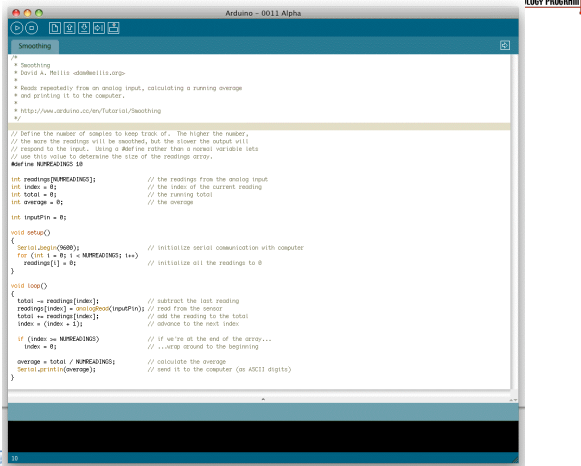 OLOGY PROGRAM
Arduino - 0011 Alpha
Smoothing
/*
* Smoothing
* David A. Mellis <dam@mellis.org>
*
* Reads repeatedly from an analog input, calculating a running average
* and printing it to the computer.
*
* http://www.arduino.cc/en/Tutorial/Smoothing
*/
// Define the number of samples to keep track of. The higher the number,
// the more the readings will be smoothed, but the slower the output will
// respond to the input. Using a #define rather than a normal variable lets
// use this value to determine the size of the readings array.
#define NUMREADINGS 10
int readings[NUMREADINGS]; // the readings from the analog input
int index = 0; // the index of the current reading
int total = 0; // the running total
int average = 0; // the average
int inputPin = 0;
void setup()
{
Serial.begin(9600); // initialize serial communication with computer
for (int i = 0; i < NUMREADINGS; i++)
readings[i] = 0; // initialize all the readings to 0
}
void loop()
{
total -= readings[index]; // subtract the last reading
readings[index] = analogRead(inputPin); // read from the sensor
total += readings[index]; // add the reading to the total
index = (index + 1); // advance to the next index
if (index >= NUMREADINGS) // if we're at the end of the array...
index = 0; // ...wrap around to the beginning
average = total / NUMREADINGS; // calculate the average
Serial.println(average); // send it to the computer (as ASCII digits)
}
10